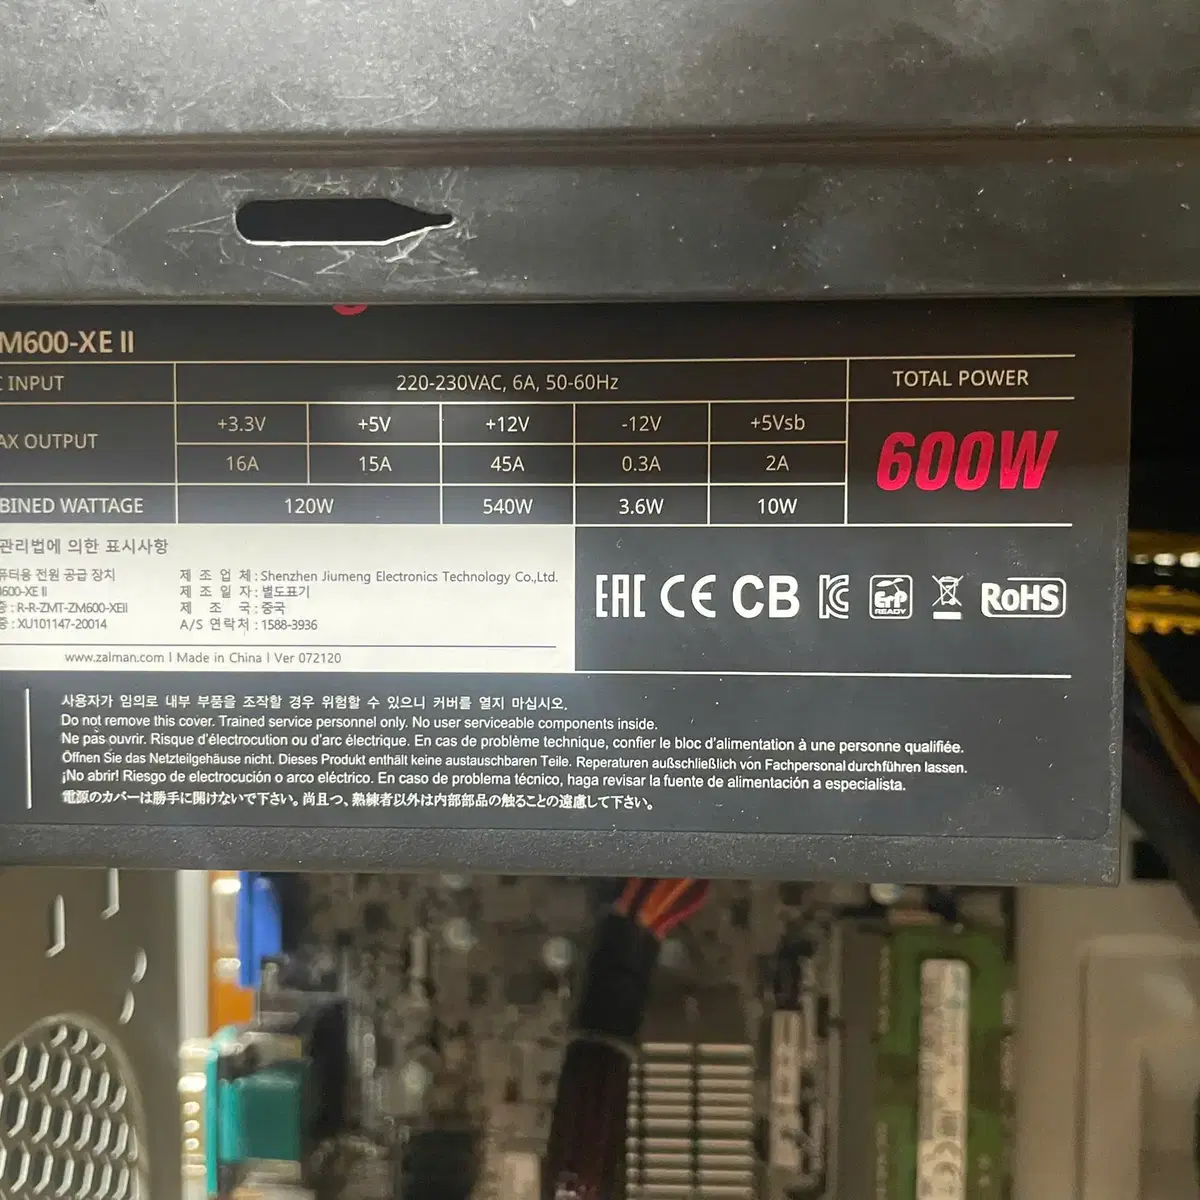 M600-XE II
INPUT 220-230VAC, 6A, 50-60Hz TOTAL POWER
AX OUTPUT +3.3V +5V +12V -12V +5Vsb
16A 15A 45A 0.3A 2A
600W
BINED WATTAGE 120W 540W 3.6W 10W
관리법에 의한 표시사항
퓨터용 전원 공급 장치 제 조 업 체 : Shenzhen Jiumeng Electronics Technology Co.,Ltd.
600-XE II 제 조 일 자 : 별도표기
: R-R-ZMT-ZM600-XEII 제 조 국 : 중국
: XU101147-20014 A/S 연락처 : 1588-3936
www.zalman.com I Made in China I Ver 072120
EAC CE CB KC ErP READY RoHS
사용자가 임의로 내부 부품을 조작할 경우 위험할 수 있으니 커버를 열지 마십시오.
Do not remove this cover. Trained service personnel only. No user serviceable components inside.
Ne pas ouvrir. Risque d'électrocution ou d'arc électrique. En cas de problème technique, confier le bloc d'alimentation à une personne qualifiée.
Öffnen Sie das Netzteilgehäuse nicht. Dieses Produkt enthält keine austauschbaren Teile. Reperaturen außschließlich von Fachpersonal durchführen lassen.
¡No abrir! Riesgo de electrocución o arco eléctrico. En caso de problema técnico, haga revisar la fuente de alimentación a especialista.
電源のカバーは勝手に開けないで下さい。尚且つ、熟練者以外は内部部品の触ることの遠慮して下さい。